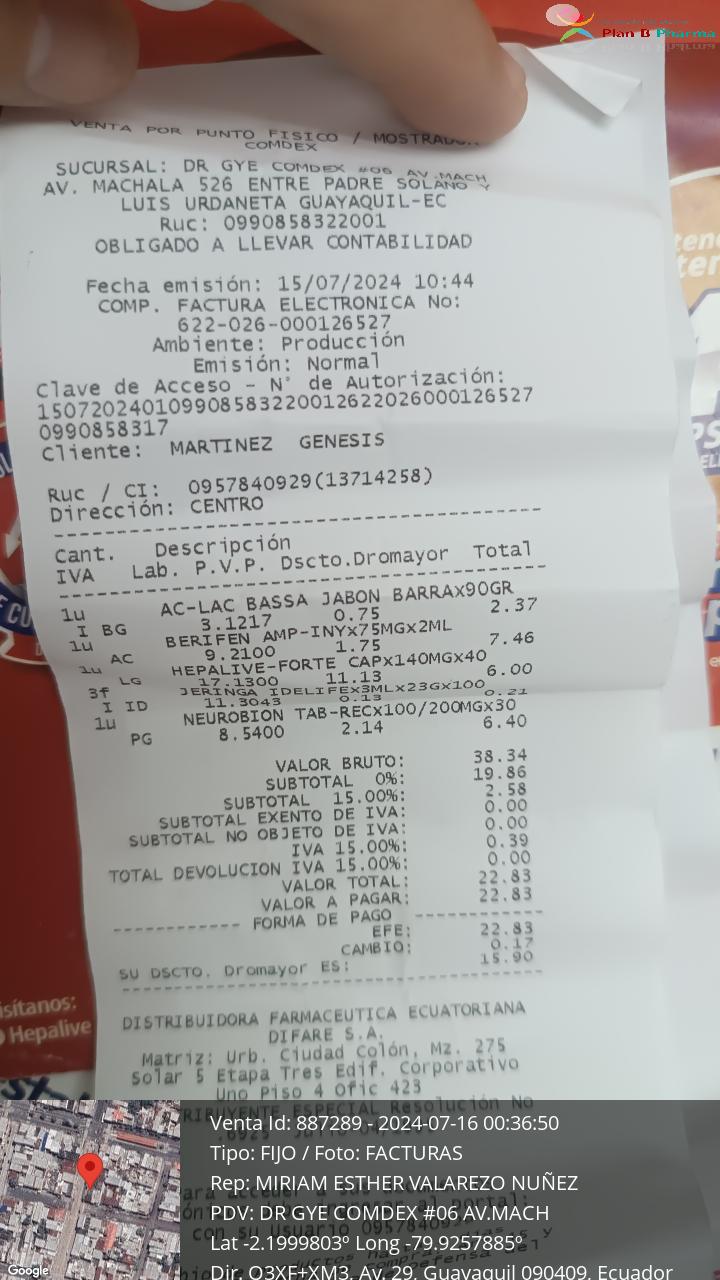 Plan B Pharma
VENTA POR PUNTO FISICO / MOSTRADOR
COMDEX
SUCURSAL: DR GYE COMDEX #06 AV.MACH
AV. MACHALA 526 ENTRE PADRE SOLANO Y
LUIS URDANETA GUAYAQUIL-EC
Ruc: 0990858322001
OBLIGADO A LLEVAR CONTABILIDAD
Fecha emisión: 15/07/2024 10:44
COMP. FACTURA ELECTRONICA No:
622-026-000126527
Ambiente: Producción
Emisión: Normal
Clave de Acceso - N° de Autorización:
150720240109908583220012622026000126527
0990858317
Cliente: MARTINEZ GENESIS
Ruc / CI: 0957840929(13714258)
Dirección: CENTRO
Cant. Descripción
IVA Lab. P.V.P. Dscto.Dromayor Total
1u AC-LAC BASSA JABON BARRAx90GR
I BG 3.1217 0.75 2.37
1u BERIFEN AMP-INYx75MGx2ML
AC 9.2100 1.75 7.46
1u HEPALIVE-FORTE CAPx140MGx40
LG 17.1300 11.13 6.00
3f JERINGA IDELIFEx3MLx23Gx100
I ID 11.3043 0.13 0.21
1u NEUROBION TAB-RECx100/200MGx30
PG 8.5400 2.14 6.40
VALOR BRUTO: 38.34
SUBTOTAL 0%: 19.86
SUBTOTAL 15.00%: 2.58
SUBTOTAL EXENTO DE IVA: 0.00
SUBTOTAL NO OBJETO DE IVA: 0.00
IVA 15.00%: 0.39
TOTAL DEVOLUCION IVA 15.00%: 0.00
VALOR TOTAL: 22.83
VALOR A PAGAR: 22.83
------------ FORMA DE PAGO ------------
EFE: 22.83
CAMBIO: 0.17
SU DSCTO. Dromayor ES: 15.90
DISTRIBUIDORA FARMACEUTICA ECUATORIANA
DIFARE S.A.
Matriz: Urb. Ciudad Colón, Mz. 275
Solar 5 Etapa Tres Edif. Corporativo
Uno Piso 4 Ofic 423
ESPECIAL Resolución No
isítanos:
Hepalive
Venta Id: 887289 - 2024-07-16 00:36:50
Tipo: FIJO / Foto: FACTURAS
Rep: MIRIAM ESTHER VALAREZO NUÑEZ
PDV: DR GYE COMDEX #06 AV.MACH
Lat -2.1999803º Long -79.9257885º
Dir. Q3XF+XM3, Av. 29, Guayaquil 090409, Ecuador
Google